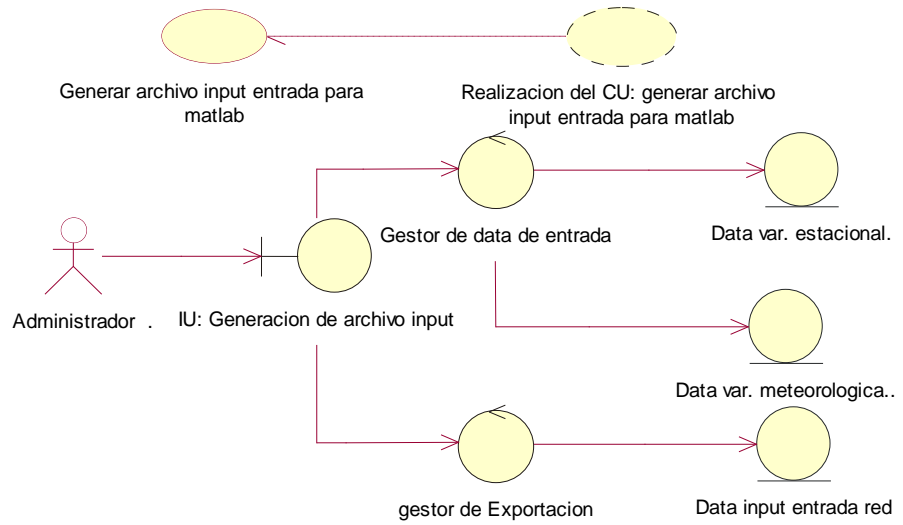 Generar archivo input entrada para
matlab
Realizacion del CU: generar archivo
input entrada para matlab
Gestor de data de entrada
Data var. estacional.
Administrador .
IU: Generacion de archivo input
Data var. meteorologica..
gestor de Exportacion
Data input entrada red